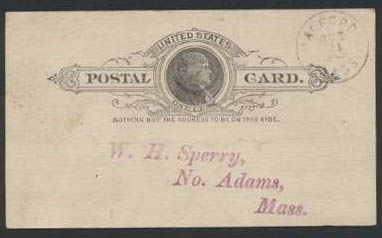 UNITED STATES
POSTAL CARD.
ONE CENT
NOTHING BUT THE ADDRESS TO BE ON THIS SIDE.
W. H. Sperry,
No. Adams,
Mass.